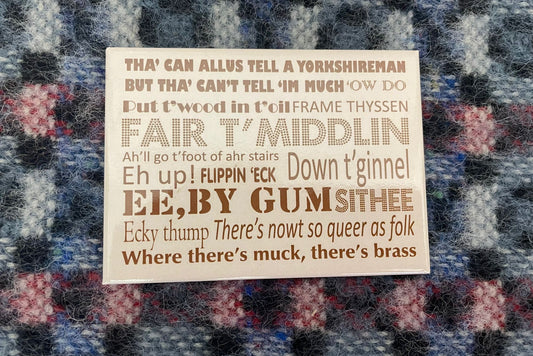 THA' CAN ALLUS TELL A YORKSHIREMAN
BUT THA' CAN'T TELL 'IM MUCH 'OW DO
Put t'wood in t'oil FRAME THYSSEN
FAIR T'MIDDLIN
Ah'll go t'foot of ahr stairs
Eh up! FLIPPIN 'ECK Down t'ginnel
EE,BY GUM SITHEE
Ecky thump There's nowt so queer as folk
Where there's muck, there's brass